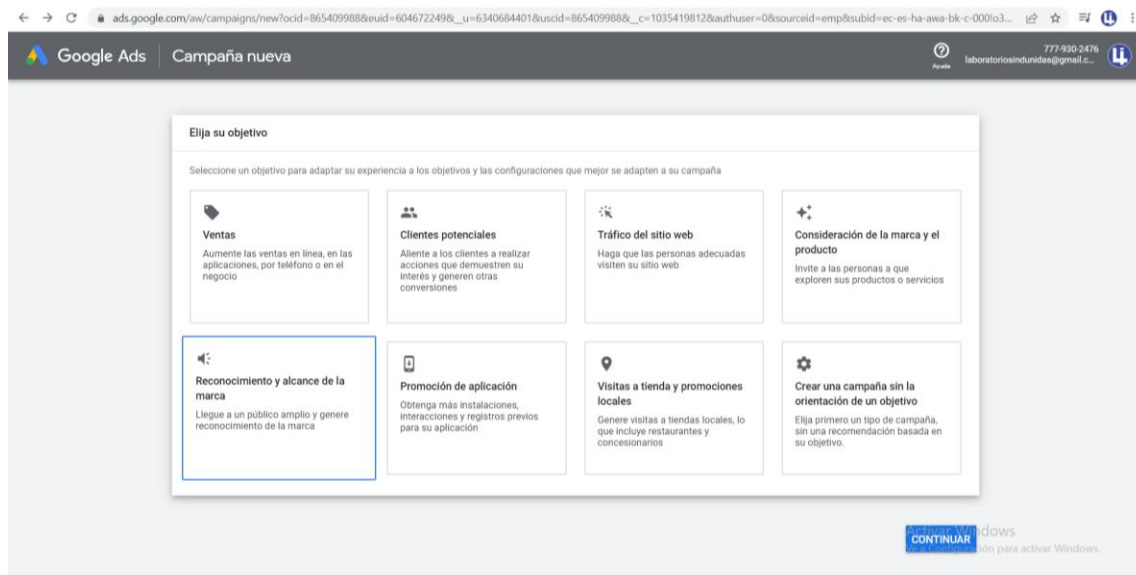 ads.google.com/aw/campaigns/new?ocid=865409988&euid=604672249&__u=6340684401&uscid=865409988&__c=1035419812&authuser=0&sourceid=emp&subid=ec-es-ha-awa-bk-c-000!o3...
Google Ads
Campaña nueva
Ayuda
777-930-2476
laboratoriosindunidas@gmail.c...
Elija su objetivo
Seleccione un objetivo para adaptar su experiencia a los objetivos y las configuraciones que mejor se adapten a su campaña
Ventas
Aumente las ventas en línea, en las
aplicaciones, por teléfono o en el
negocio
Clientes potenciales
Aliente a los clientes a realizar
acciones que demuestren su
interés y generen otras
conversiones
Tráfico del sitio web
Haga que las personas adecuadas
visiten su sitio web
Consideración de la marca y el
producto
Invite a las personas a que
exploren sus productos o servicios
Reconocimiento y alcance de la
marca
Llegue a un público amplio y genere
reconocimiento de la marca
Promoción de aplicación
Obtenga más instalaciones,
interacciones y registros previos
para su aplicación
Visitas a tienda y promociones
locales
Genere visitas a tiendas locales, lo
que incluye restaurantes y
concesionarios
Crear una campaña sin la
orientación de un objetivo
Elija primero un tipo de campaña,
sin una recomendación basada en
su objetivo.
Activar Windows
CONTINUAR
Ve a Configuración para activar Windows.